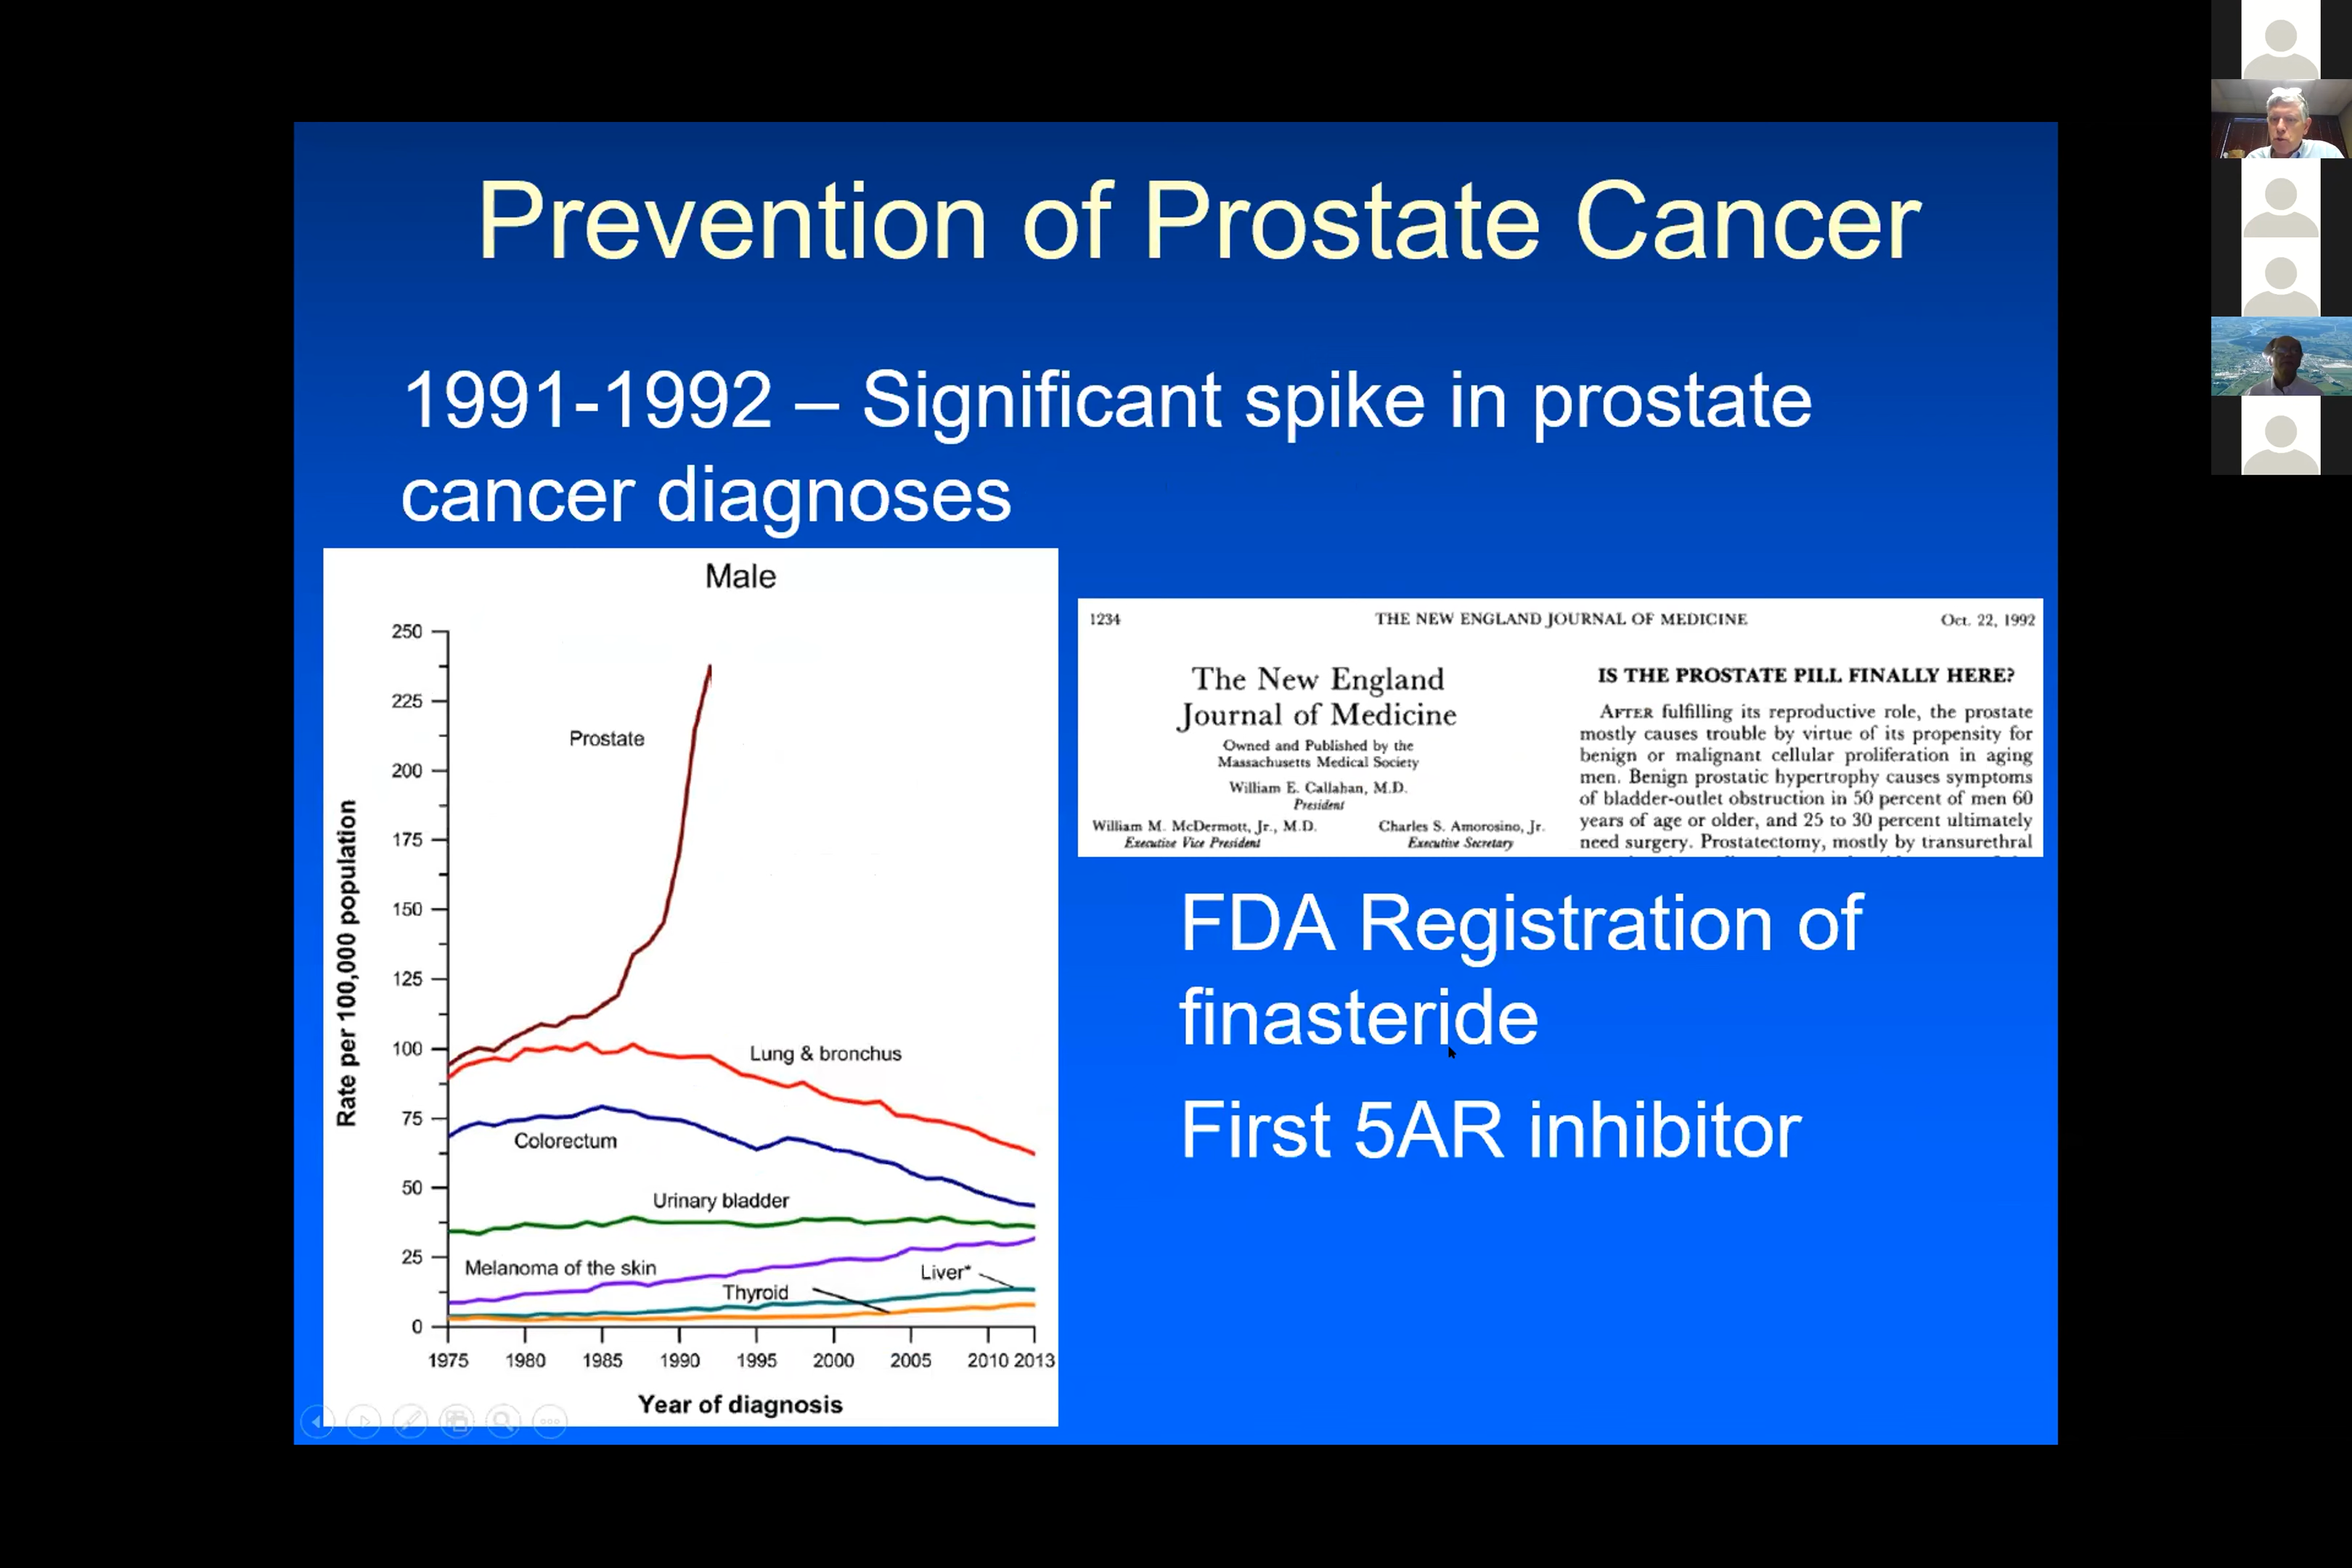 Prevention of Prostate Cancer
1991-1992 – Significant spike in prostate
cancer diagnoses
Male
250
225
200
175
150
125
100
75
50
25
0
Rate per 100,000 population
Prostate
Lung & bronchus
Colorectum
Urinary bladder
Melanoma of the skin
Thyroid
Liver*
1975 1980 1985 1990 1995 2000 2005 2010 2013
Year of diagnosis
1234 THE NEW ENGLAND JOURNAL OF MEDICINE Oct. 22, 1992
The New England
Journal of Medicine
Owned and Published by the
Massachusetts Medical Society
William E. Callahan, M.D.
President
William M. McDermott, Jr., M.D. Charles S. Amorosino, Jr.
Executive Vice President Executive Secretary
IS THE PROSTATE PILL FINALLY HERE?
AFTER fulfilling its reproductive role, the prostate
mostly causes trouble by virtue of its propensity for
benign or malignant cellular proliferation in aging
men. Benign prostatic hypertrophy causes symptoms
of bladder-outlet obstruction in 50 percent of men 60
years of age or older, and 25 to 30 percent ultimately
need surgery. Prostatectomy, mostly by transurethral
FDA Registration of
finasteride
First 5AR inhibitor